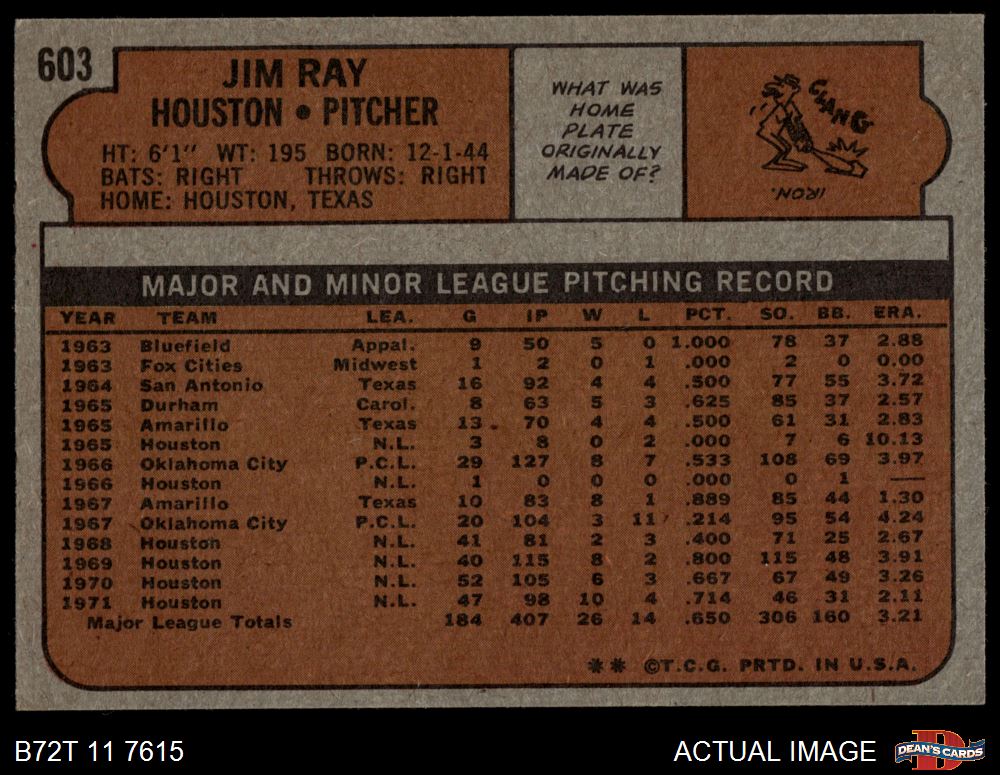 603
JIM RAY
HOUSTON • PITCHER
HT: 6'1" WT: 195 BORN: 12-1-44
BATS: RIGHT THROWS: RIGHT
HOME: HOUSTON, TEXAS
WHAT WAS
HOME
PLATE
ORIGINALLY
MADE OF?
CLANG
IRON.
MAJOR AND MINOR LEAGUE PITCHING RECORD
YEAR TEAM LEA. G IP W L PCT. SO. BB. ERA.
1963 Bluefield Appal. 9 50 5 0 1.000 78 37 2.88
1963 Fox Cities Midwest 1 2 0 1 .000 2 0 0.00
1964 San Antonio Texas 16 92 4 4 .500 77 55 3.72
1965 Durham Carol. 8 63 5 3 .625 85 37 2.57
1965 Amarillo Texas 13 70 4 4 .500 61 31 2.83
1965 Houston N.L. 3 8 0 2 .000 7 6 10.13
1966 Oklahoma City P.C.L. 29 127 8 7 .533 108 69 3.97
1966 Houston N.L. 1 0 0 0 .000 0 1 —
1967 Amarillo Texas 10 83 8 1 .889 85 44 1.30
1967 Oklahoma City P.C.L. 20 104 3 11 .214 95 54 4.24
1968 Houston N.L. 41 81 2 3 .400 71 25 2.67
1969 Houston N.L. 40 115 8 2 .800 115 48 3.91
1970 Houston N.L. 52 105 6 3 .667 67 49 3.26
1971 Houston N.L. 47 98 10 4 .714 46 31 2.11
Major League Totals 184 407 26 14 .650 306 160 3.21
** ©T.C.G. PRTD. IN U.S.A.
B72T 11 7615
ACTUAL IMAGE
DEAN'S CARDS